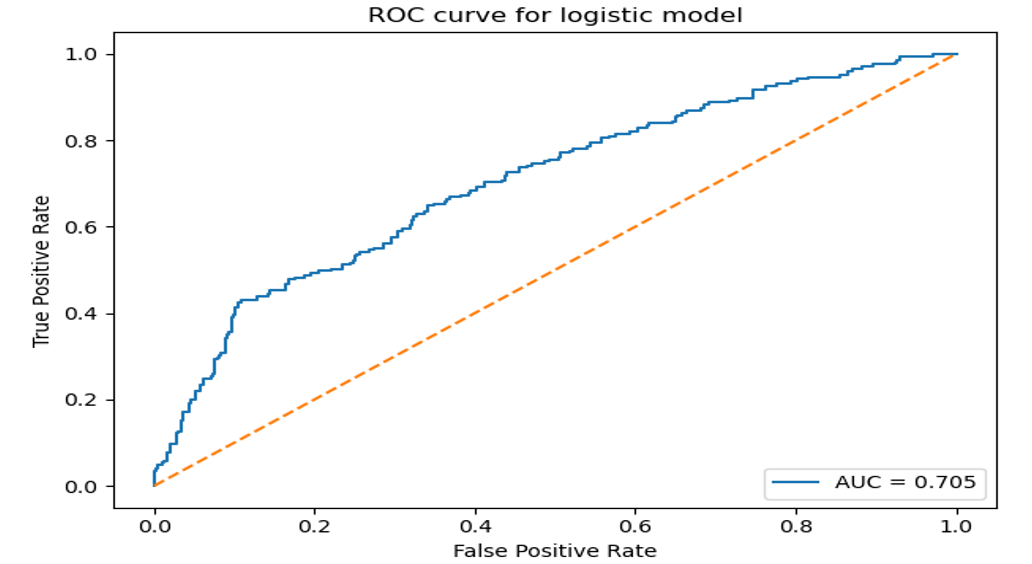 ROC curve for logistic model
True Positive Rate
1.0
0.8
0.6
0.4
0.2
0.0
AUC = 0.705
0.0 0.2 0.4 0.6 0.8 1.0
False Positive Rate